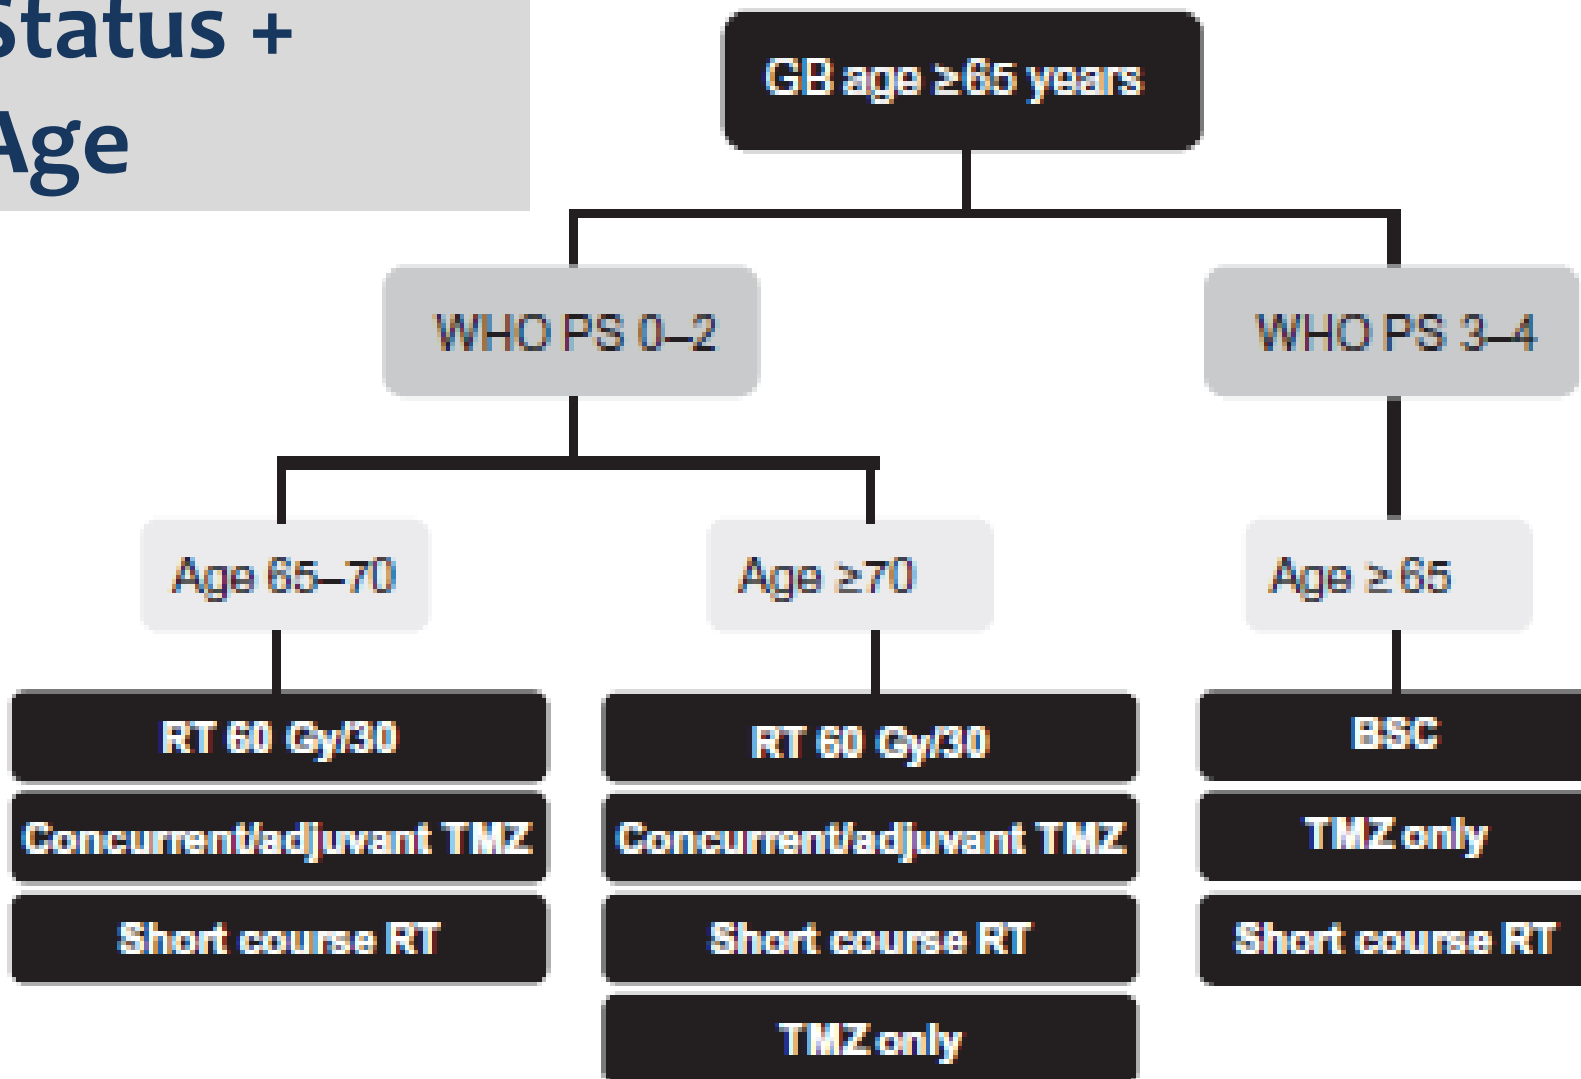 Status +
Age
GB age ≥65 years
WHO PS 0–2
WHO PS 3–4
Age 65–70
Age ≥70
Age ≥ 65
RT 60 Gy/30
Concurrent/adjuvant TMZ
Short course RT
RT 60 Gy/30
Concurrent/adjuvant TMZ
Short course RT
TMZ only
BSC
TMZ only
Short course RT